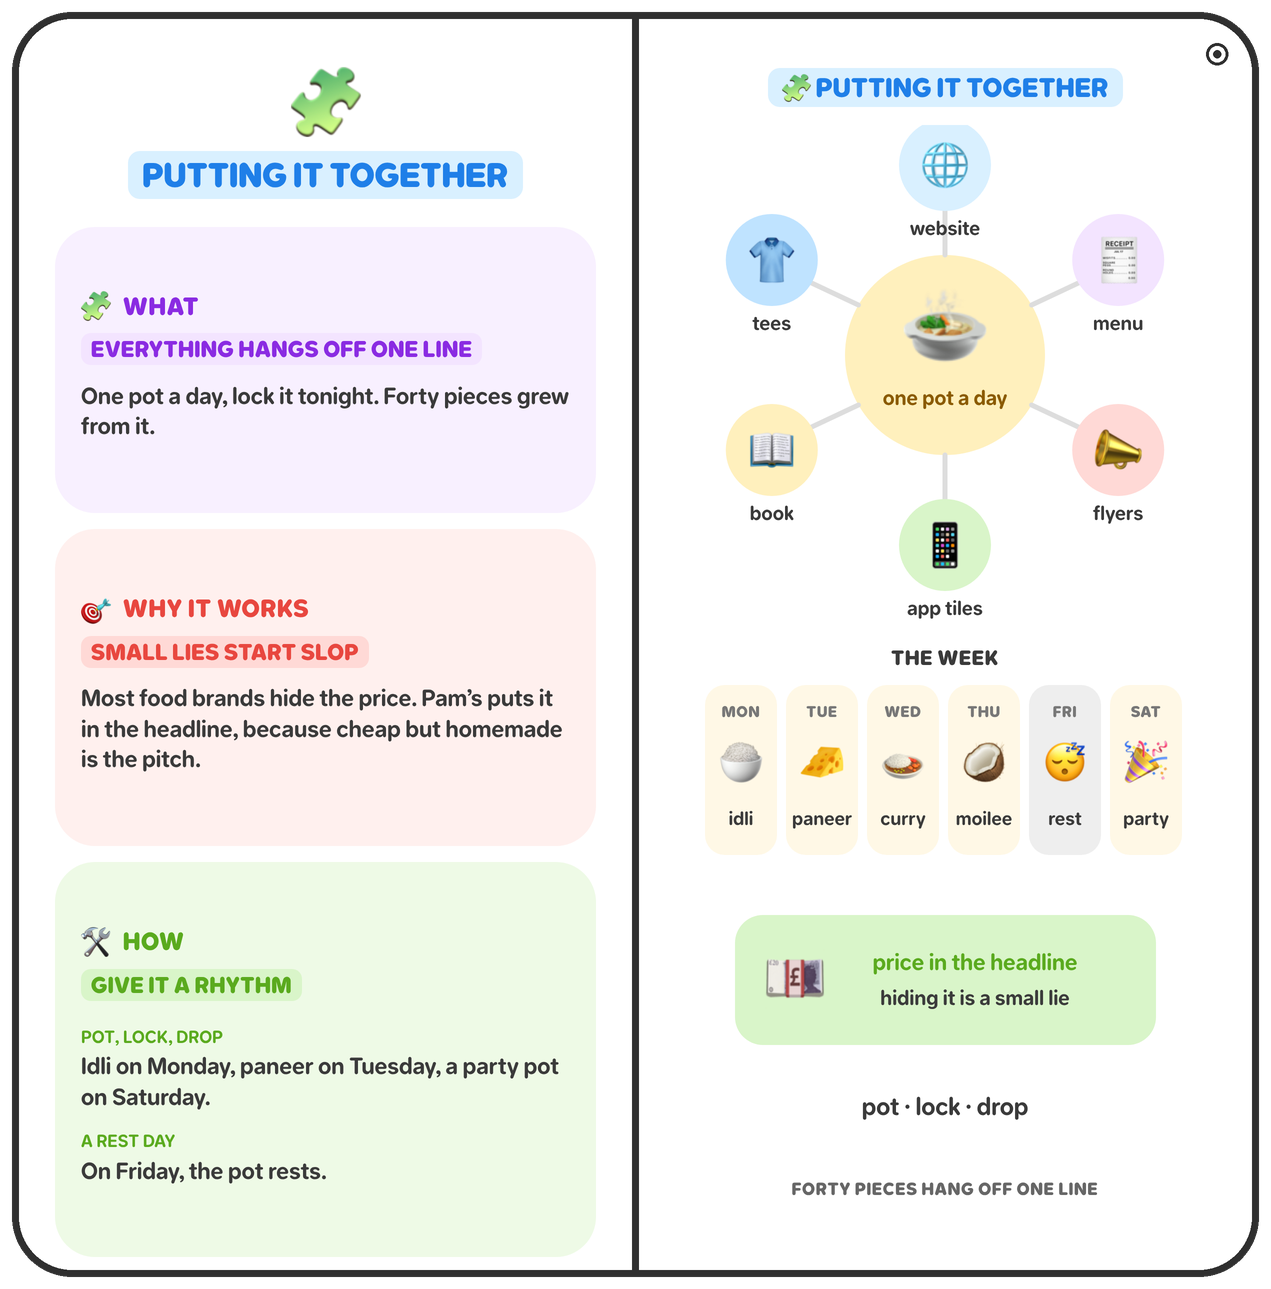 PUTTING IT TOGETHER
WHAT
EVERYTHING HANGS OFF ONE LINE
One pot a day, lock it tonight. Forty pieces grew
from it.
WHY IT WORKS
SMALL LIES START SLOP
Most food brands hide the price. Pam's puts it
in the headline, because cheap but homemade
is the pitch.
HOW
GIVE IT A RHYTHM
POT, LOCK, DROP
Idli on Monday, paneer on Tuesday, a party pot
on Saturday.
A REST DAY
On Friday, the pot rests.
PUTTING IT TOGETHER
website
tees
RECEIPT
menu
one pot a day
book
flyers
app tiles
THE WEEK
MON TUE WED THU FRI SAT
idli paneer curry moilee rest party
£
price in the headline
hiding it is a small lie
pot · lock · drop
FORTY PIECES HANG OFF ONE LINE